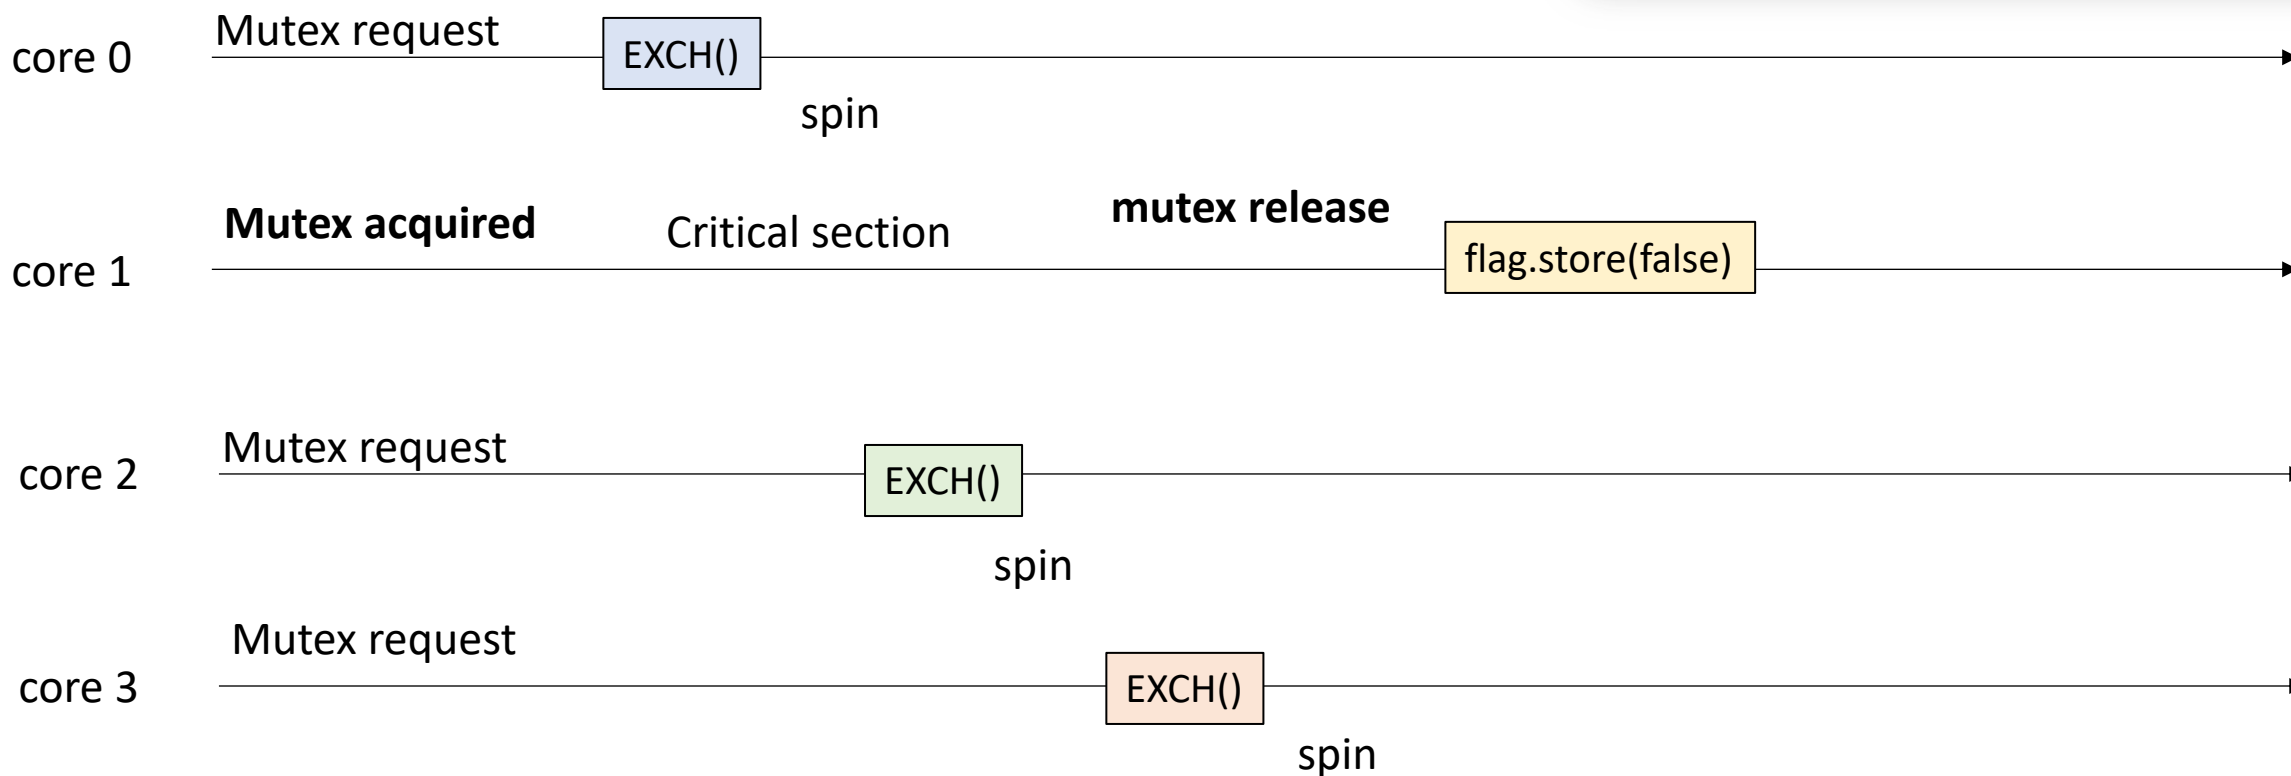 core 0
Mutex request
EXCH()
spin
core 1
Mutex acquired
Critical section
mutex release
flag.store(false)
core 2
Mutex request
EXCH()
spin
core 3
Mutex request
EXCH()
spin